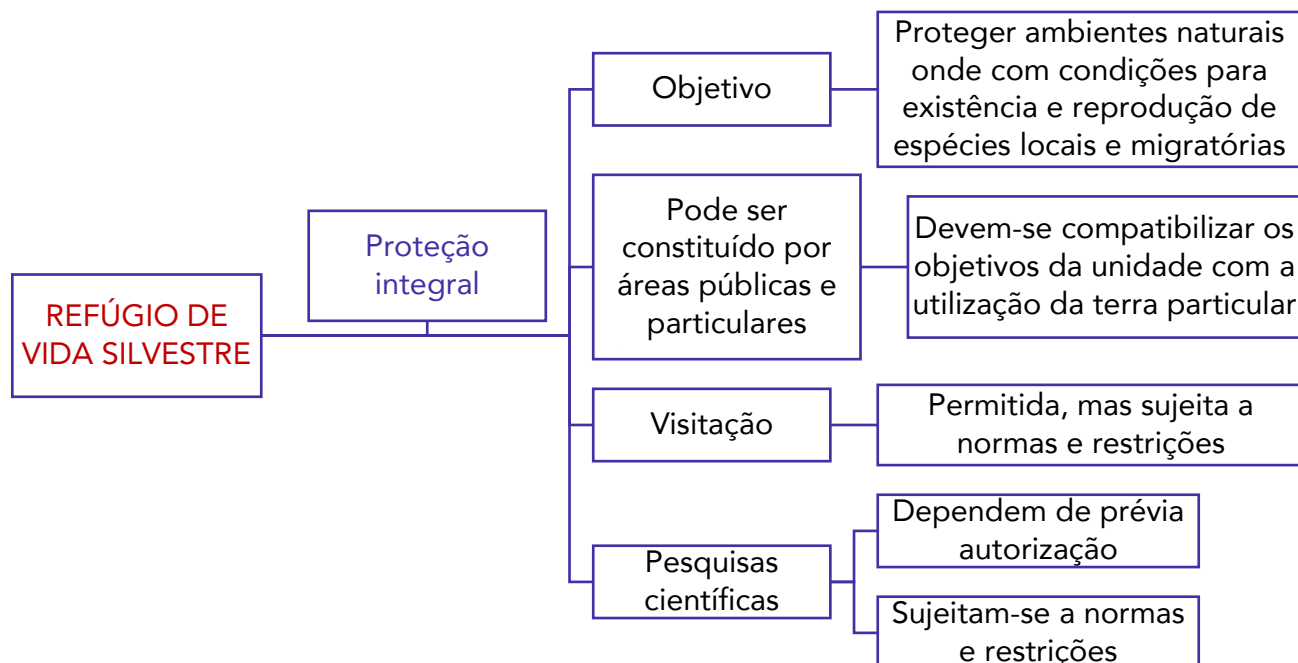 REFÚGIO DE
VIDA SILVESTRE
Proteção
integral
Objetivo
Proteger ambientes naturais
onde com condições para
existência e reprodução de
espécies locais e migratórias
Pode ser
constituído por
áreas públicas e
particulares
Devem-se compatibilizar os
objetivos da unidade com a
utilização da terra particular
Visitação
Permitida, mas sujeita a
normas e restrições
Pesquisas
científicas
Dependem de prévia
autorização
Sujeitam-se a normas
e restrições